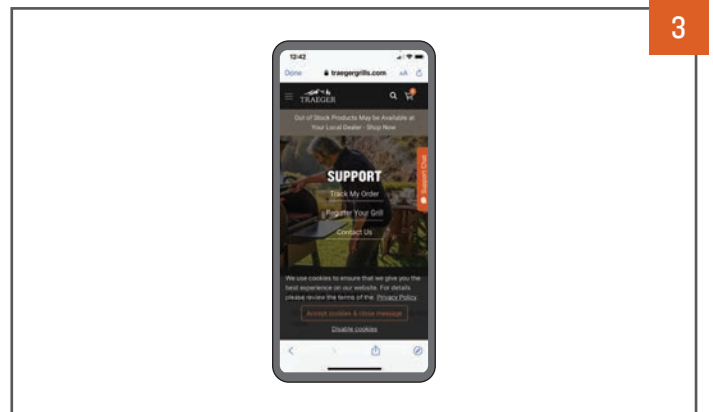 3
12:42
Done traegergrills.com AA
TRAEGER
Out of Stock Products May be Available at
Your Local Dealer - Shop Now
SUPPORT
Track My Order
Register Your Grill
Contact Us
Support Chat
We use cookies to ensure that we give you the
best experience on our website. For details
please review the terms of the Privacy Policy
Accept cookies & close message
Disable cookies